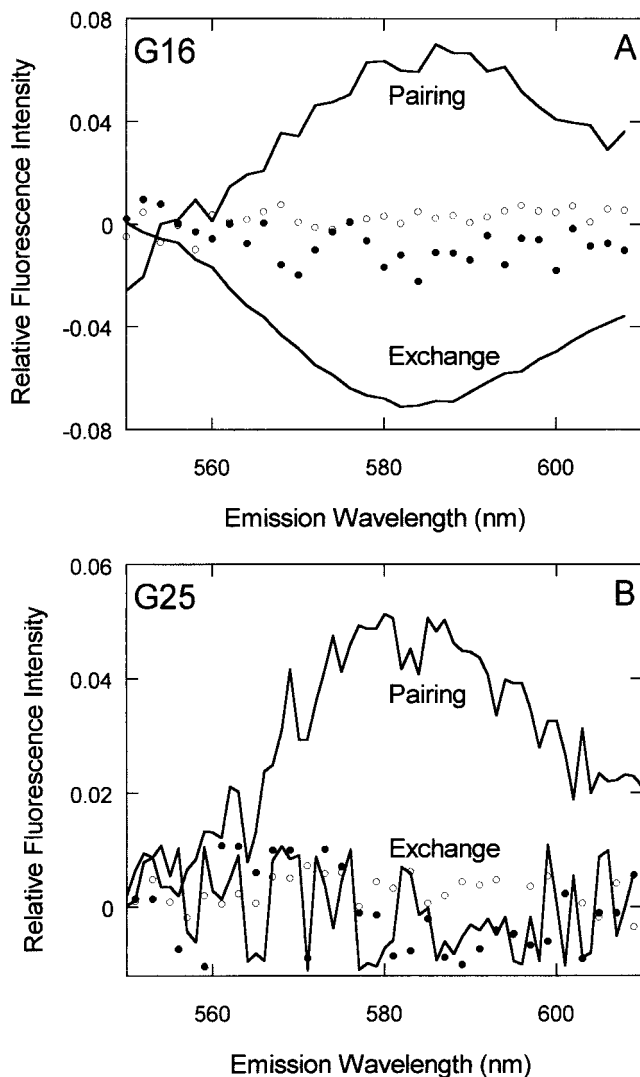 G16
A
0.08
0.04
0
-0.04
-0.08
Relative Fluorescence Intensity
Pairing
Exchange
560
580
600
Emission Wavelength (nm)
G25
B
0.06
0.04
0.02
0
Relative Fluorescence Intensity
Pairing
Exchange
560
580
600
Emission Wavelength (nm)